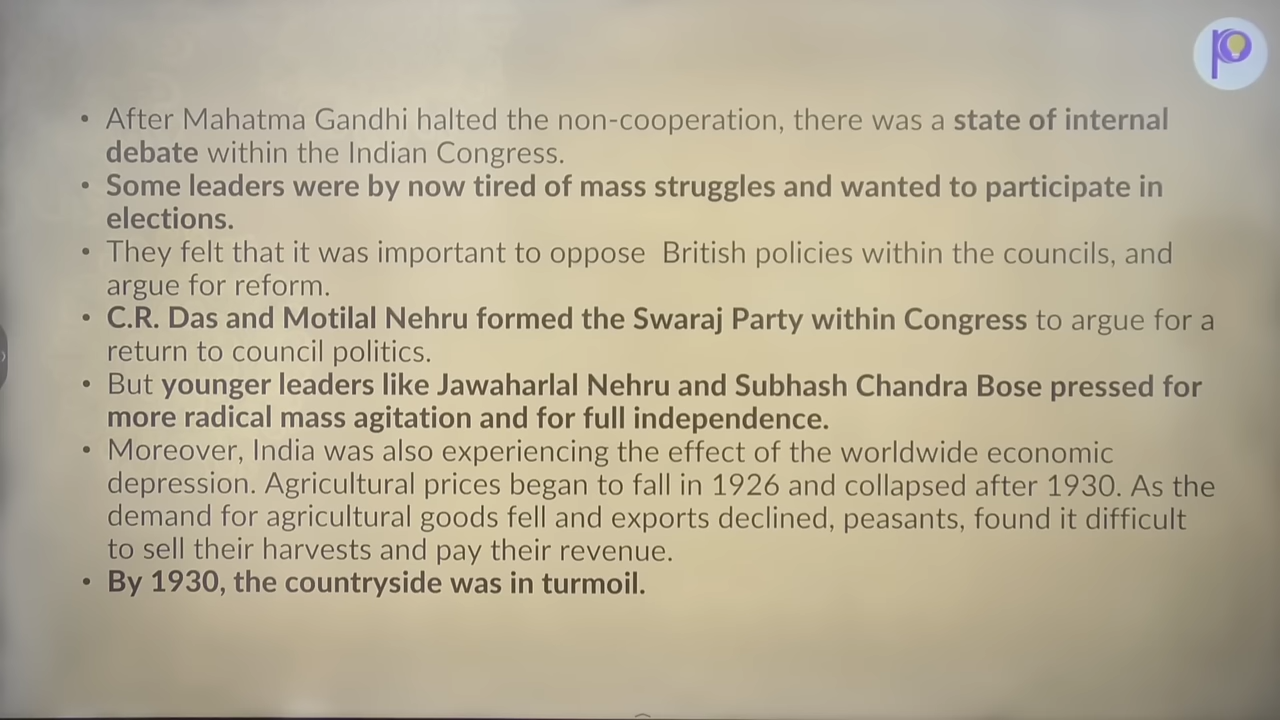 • After Mahatma Gandhi halted the non-cooperation, there was a state of internal
debate within the Indian Congress.
• Some leaders were by now tired of mass struggles and wanted to participate in
elections.
• They felt that it was important to oppose  British policies within the councils, and
argue for reform.
• C.R. Das and Motilal Nehru formed the Swaraj Party within Congress to argue for a
return to council politics.
• But younger leaders like Jawaharlal Nehru and Subhash Chandra Bose pressed for
more radical mass agitation and for full independence.
• Moreover, India was also experiencing the effect of the worldwide economic
depression. Agricultural prices began to fall in 1926 and collapsed after 1930. As the
demand for agricultural goods fell and exports declined, peasants, found it difficult
to sell their harvests and pay their revenue.
• By 1930, the countryside was in turmoil.